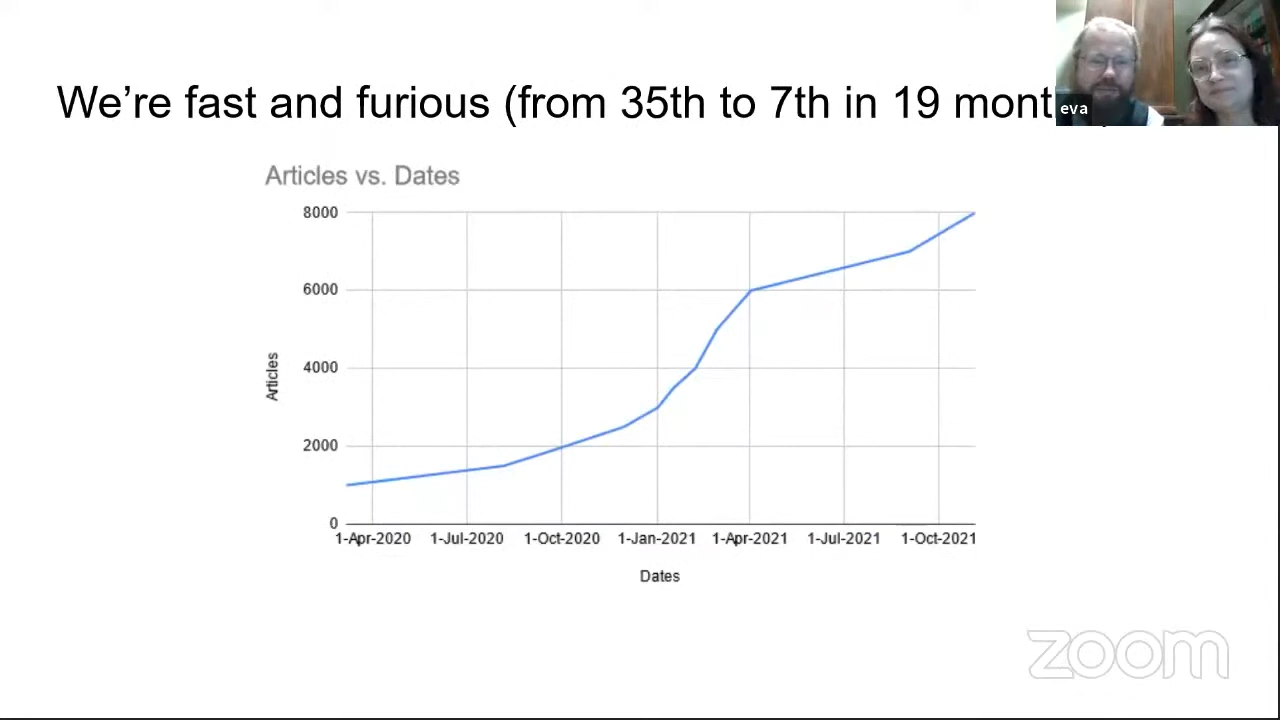 We're fast and furious (from 35th to 7th in 19
eva
Articles vs. Dates
8000
6000
4000
2000
0
Articles
1-Apr-2020 1-Jul-2020 1-Oct-2020 1-Jan-2021 1-Apr-2021 1-Jul-2021 1-Oct-2021
Dates
zoom